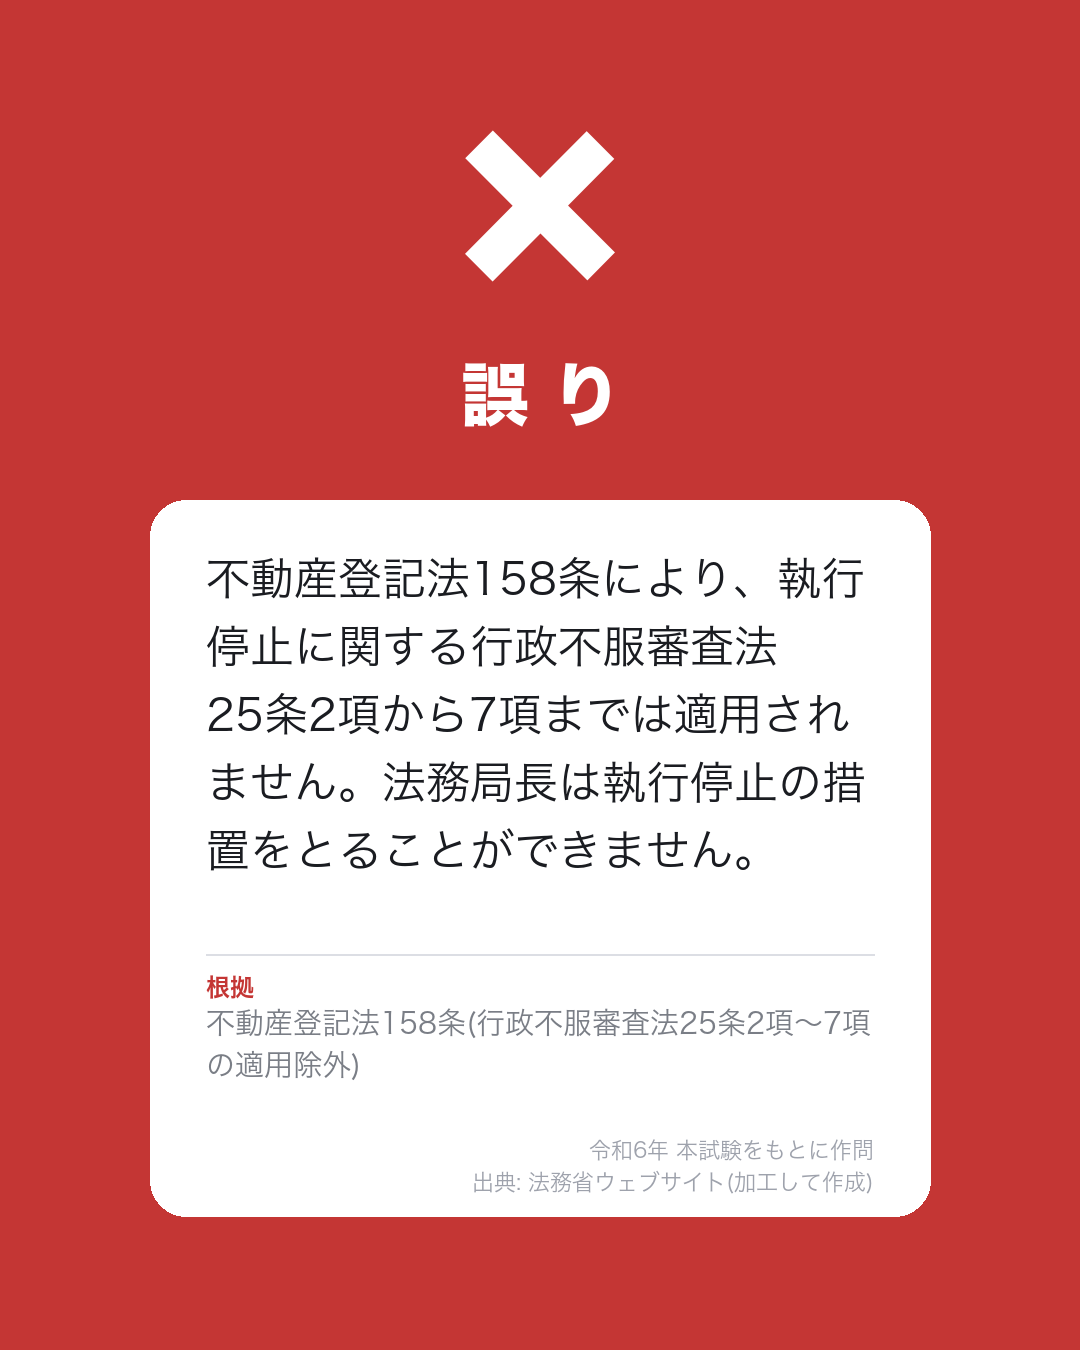 誤り
不動産登記法158条により、執行
停止に関する行政不服審査法
25条2項から7項までは適用され
ません。法務局長は執行停止の措
置をとることができません。
根拠
不動産登記法158条(行政不服審査法25条2項〜7項
の適用除外)
令和6年 本試験をもとに作問
出典: 法務省ウェブサイト(加工して作成)